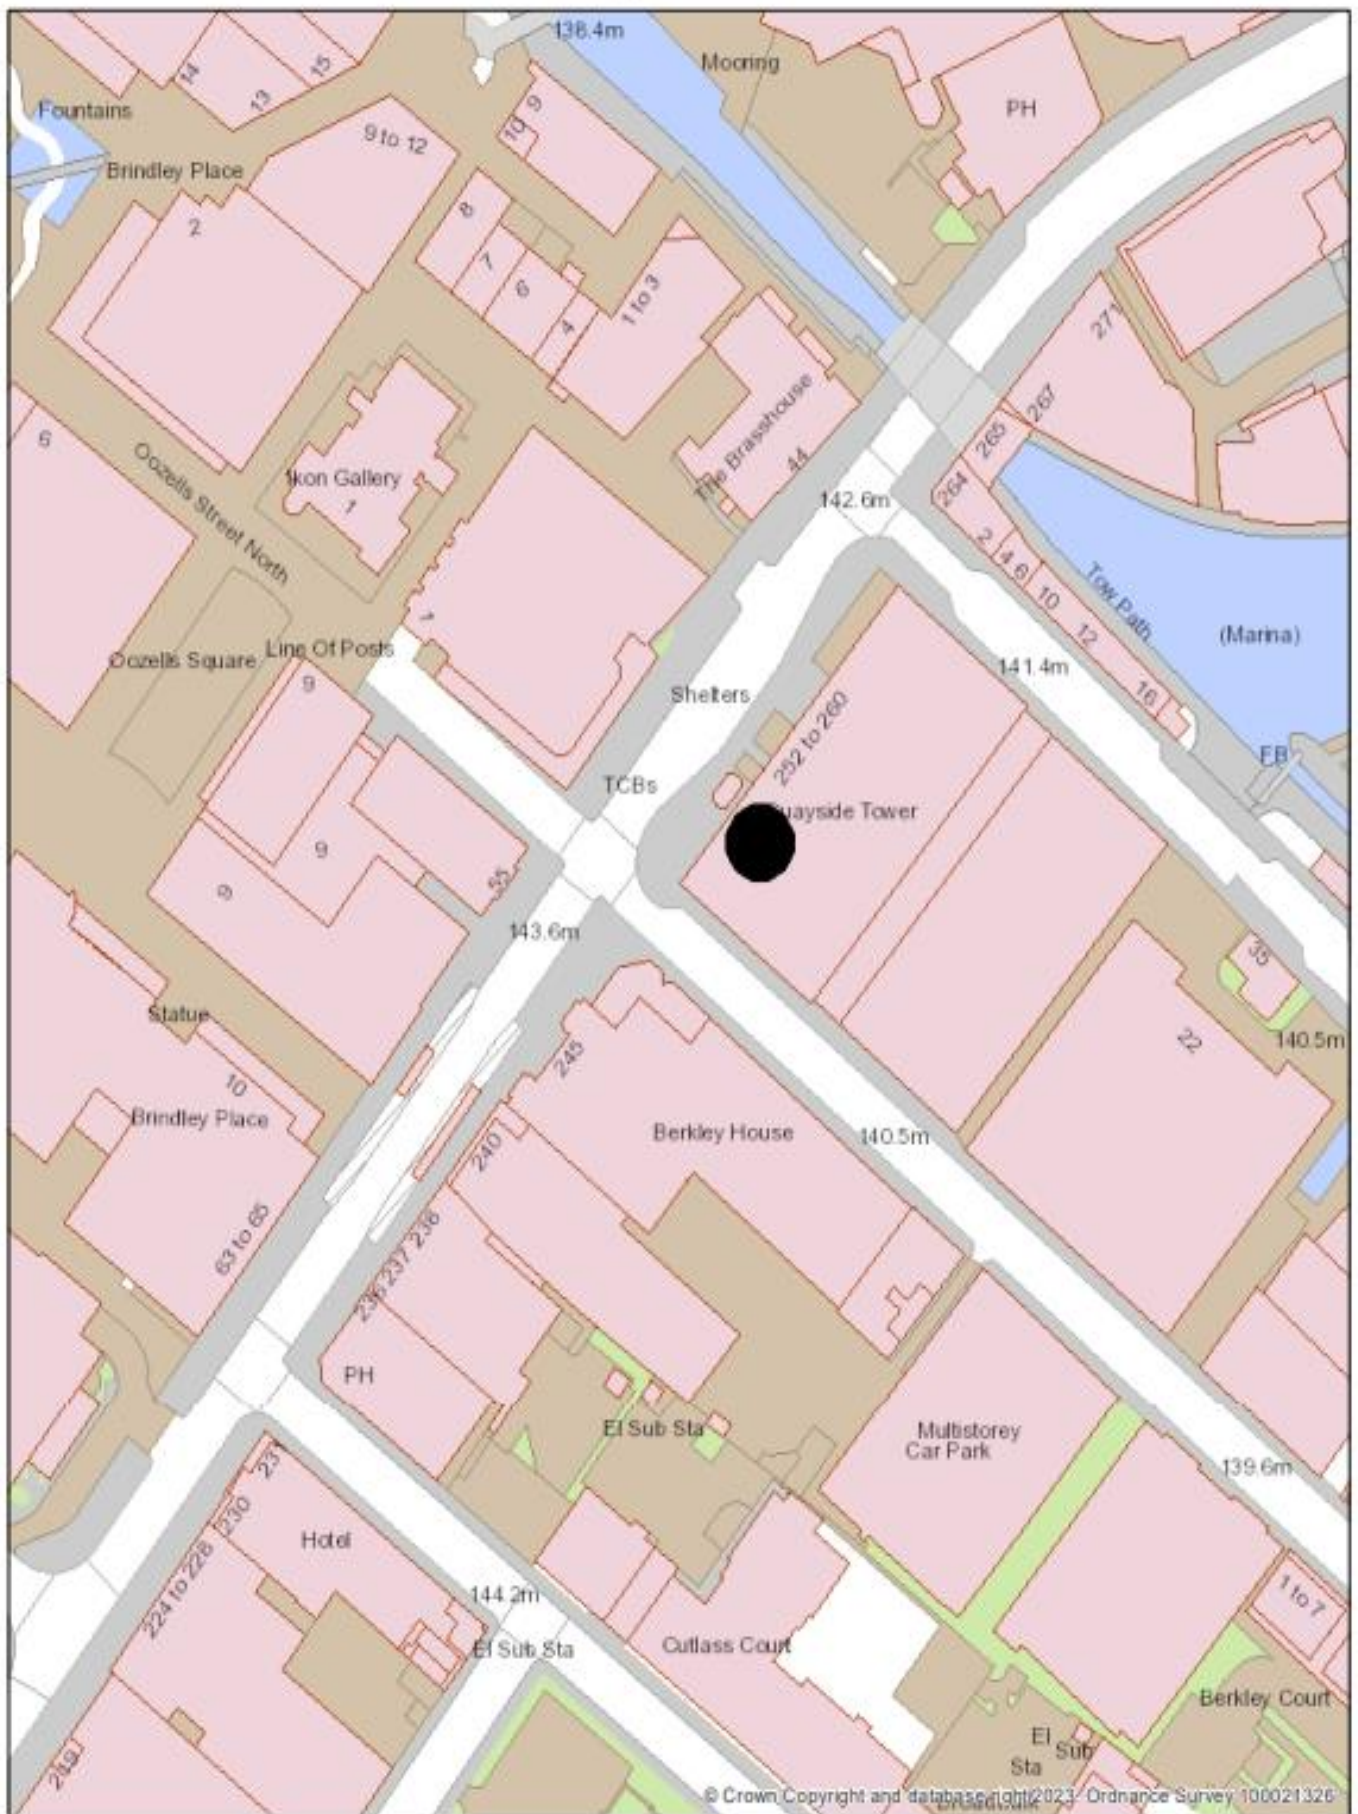 138.4m
Mooring
14
13
15
Fountains
9
10
9 to 12
PH
Brindley Place
2
8
7
6
4
1 to 3
271
The Brasshouse
44
267
265
264
6
Oozells Street North
Ikon Gallery
1
142.6m
2
4
6
10
12
16
Tow Path
(Marina)
1
Line Of Posts
Oozells Square
9
141.4m
Shelters
252 to 260
FB
TCBs
uayside Tower
9
9
55
143.6m
35
Statue
22
140.5m
245
10
Brindley Place
Berkley House
140.5m
240
63 to 65
236
237
238
PH
El Sub Sta
Multistorey
Car Park
139.6m
231
230
Hotel
224 to 228
144.2m
El Sub Sta
Cutlass Court
1 to 7
Berkley Court
El
Sub
Sta
219
© Crown Copyright and database right 2023. Ordnance Survey 100021326